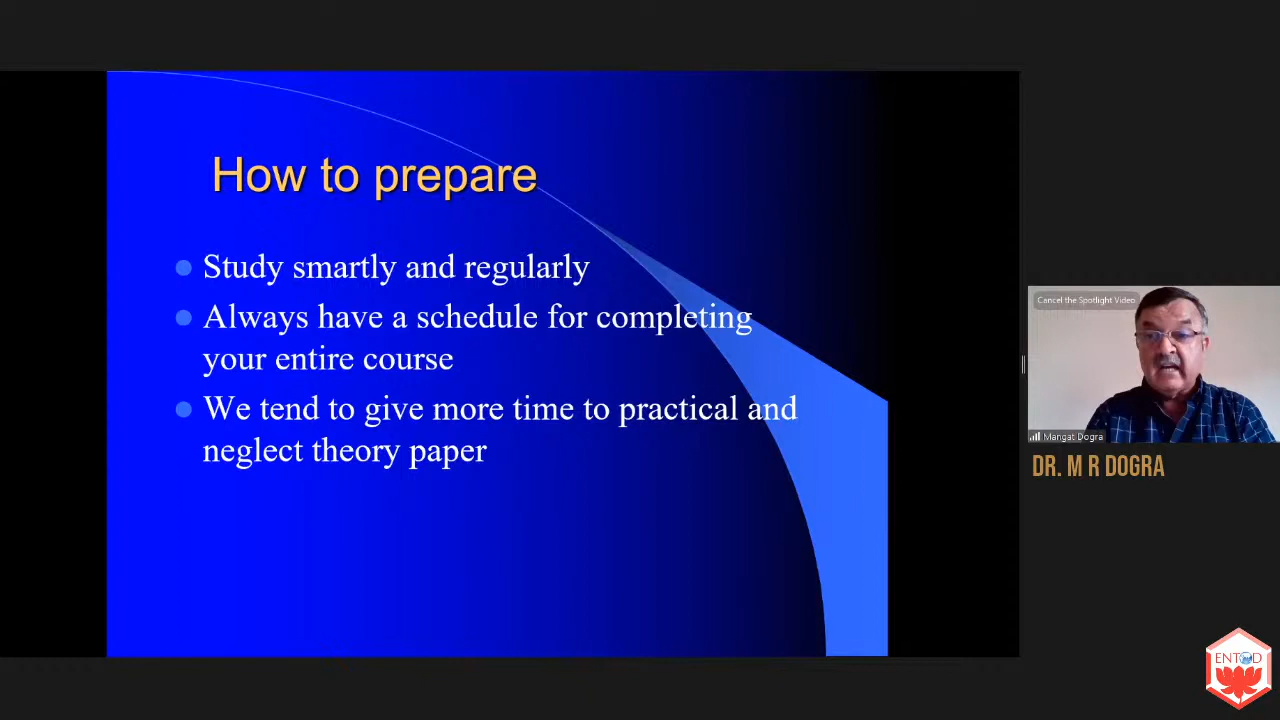 How to prepare
Study smartly and regularly
Always have a schedule for completing
your entire course
We tend to give more time to practical and
neglect theory paper
Cancel the Spotlight Video
Mangat Dogra
DR. M R DOGRA
ENTOD